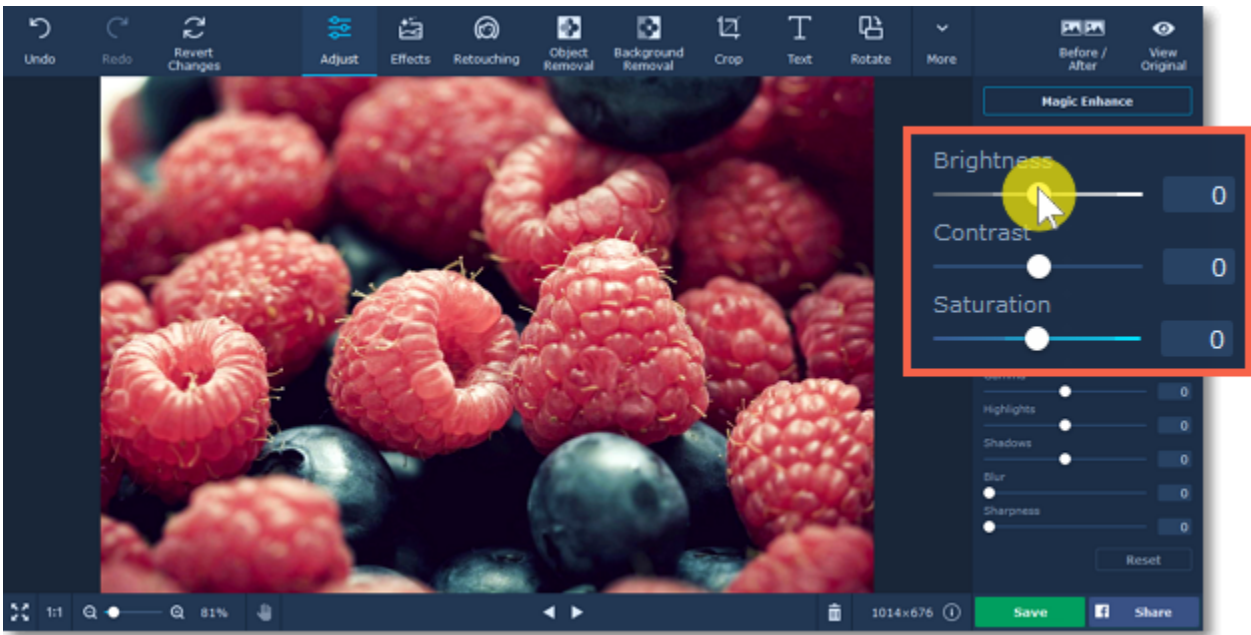 Undo
Redo
Revert
Changes
Adjust
Effects
Retouching
Object
Removal
Background
Removal
Crop
Text
Rotate
More
Before /
After
View
Original
Magic Enhance
Brightness
0
Contrast
0
Saturation
0
0
Highlights
0
Shadows
0
Blur
0
Sharpness
0
Reset
1:1
81%
1014×676
Save
Share